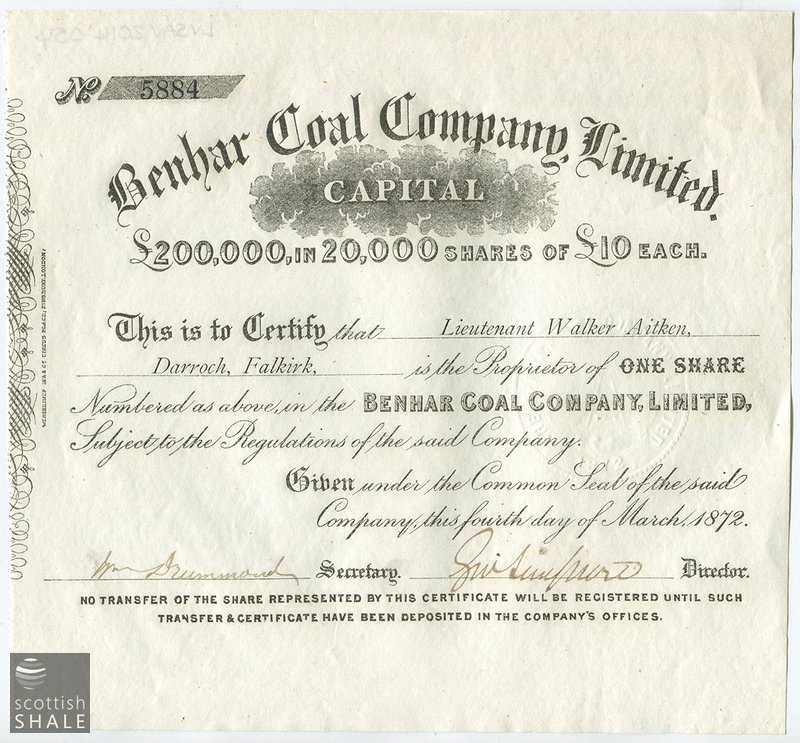 No. 5884
Benhar Coal Company, Limited.
CAPITAL
£200,000, IN 20,000 SHARES OF £10 EACH.
This is to Certify that Lieutenant Walker Aitken,
Darroch, Falkirk, is the Proprietor of ONE SHARE
Numbered as above, in the BENHAR COAL COMPANY, LIMITED,
Subject to the Regulations of the said Company.
Given under the Common Seal of the said
Company, this fourth day of March, 1872.
Wm Drummond Secretary. Director.
NO TRANSFER OF THE SHARE REPRESENTED BY THIS CERTIFICATE WILL BE REGISTERED UNTIL SUCH
TRANSFER & CERTIFICATE HAVE BEEN DEPOSITED IN THE COMPANY'S OFFICES.
scottish
SHALE